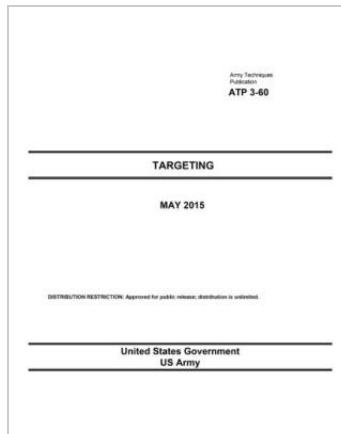 Army Techniques
Publication
ATP 3-60
TARGETING
MAY 2015
DISTRIBUTION RESTRICTION: Approved for public release; distribution is unlimited.
United States Government
US Army